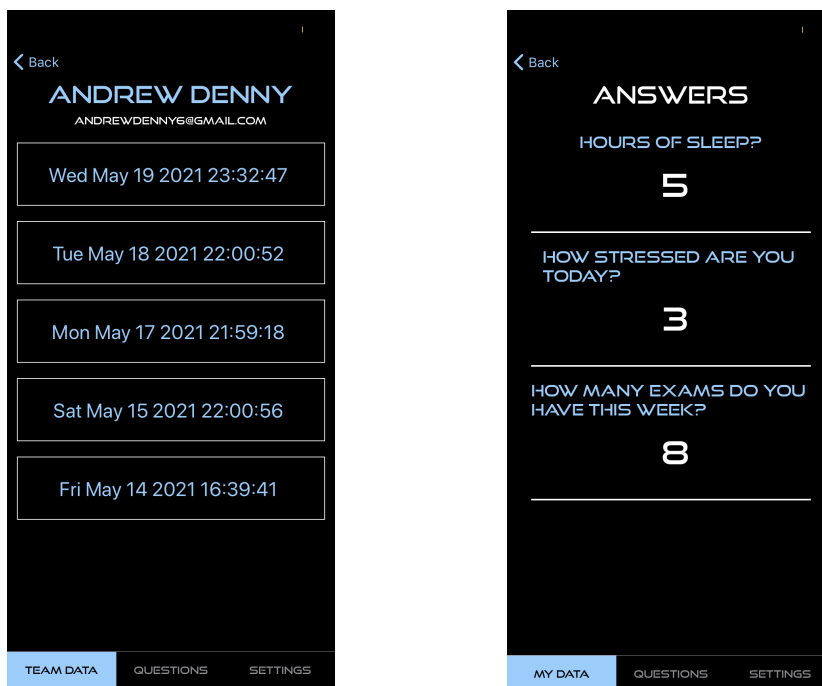 Back
ANDREW DENNY
ANDREWDENNY6@GMAIL.COM
Wed May 19 2021 23:32:47
Tue May 18 2021 22:00:52
Mon May 17 2021 21:59:18
Sat May 15 2021 22:00:56
Fri May 14 2021 16:39:41
TEAM DATA QUESTIONS SETTINGS
Back
ANSWERS
HOURS OF SLEEP?
5
HOW STRESSED ARE YOU
TODAY?
3
HOW MANY EXAMS DO YOU
HAVE THIS WEEK?
8
MY DATA QUESTIONS SETTINGS